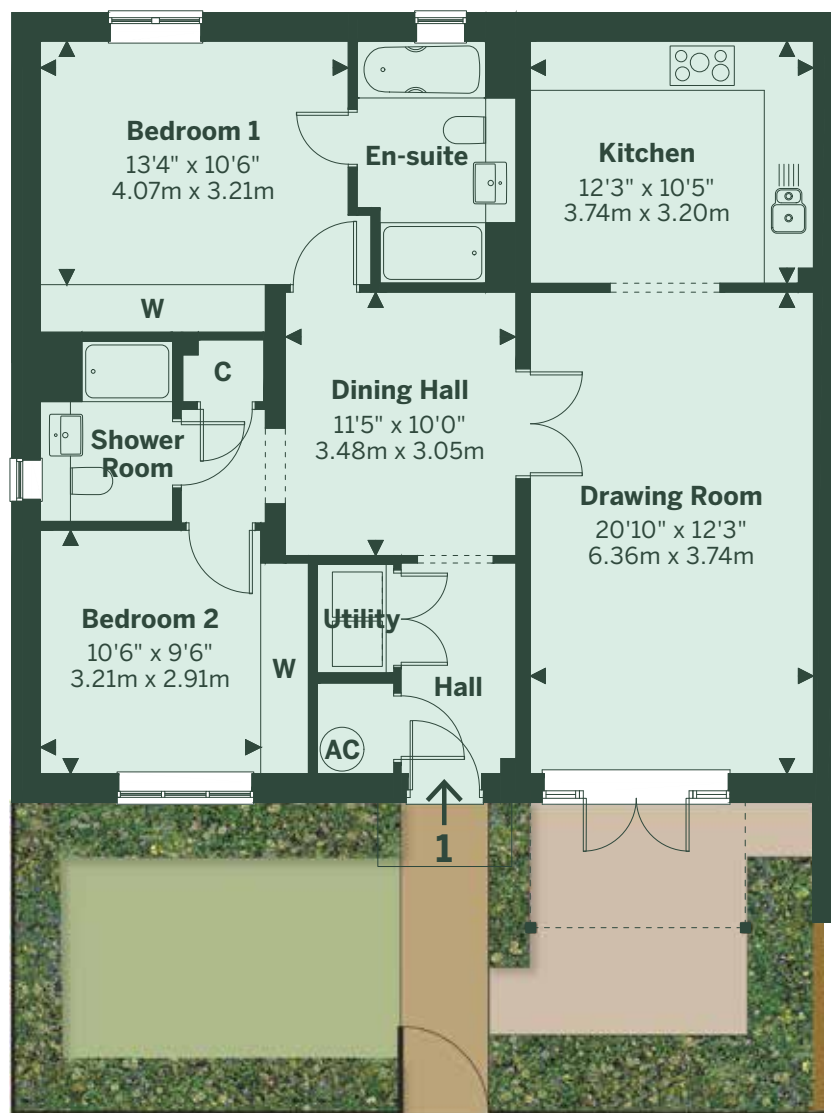 Bedroom 1
13'4" x 10'6"
4.07m x 3.21m
En-suite
Kitchen
12'3" x 10'5"
3.74m x 3.20m
W
C
Dining Hall
11'5" x 10'0"
3.48m x 3.05m
Shower
Room
Drawing Room
20'10" x 12'3"
6.36m x 3.74m
Bedroom 2
10'6" x 9'6"
3.21m x 2.91m
W
Utility
Hall
AC
1